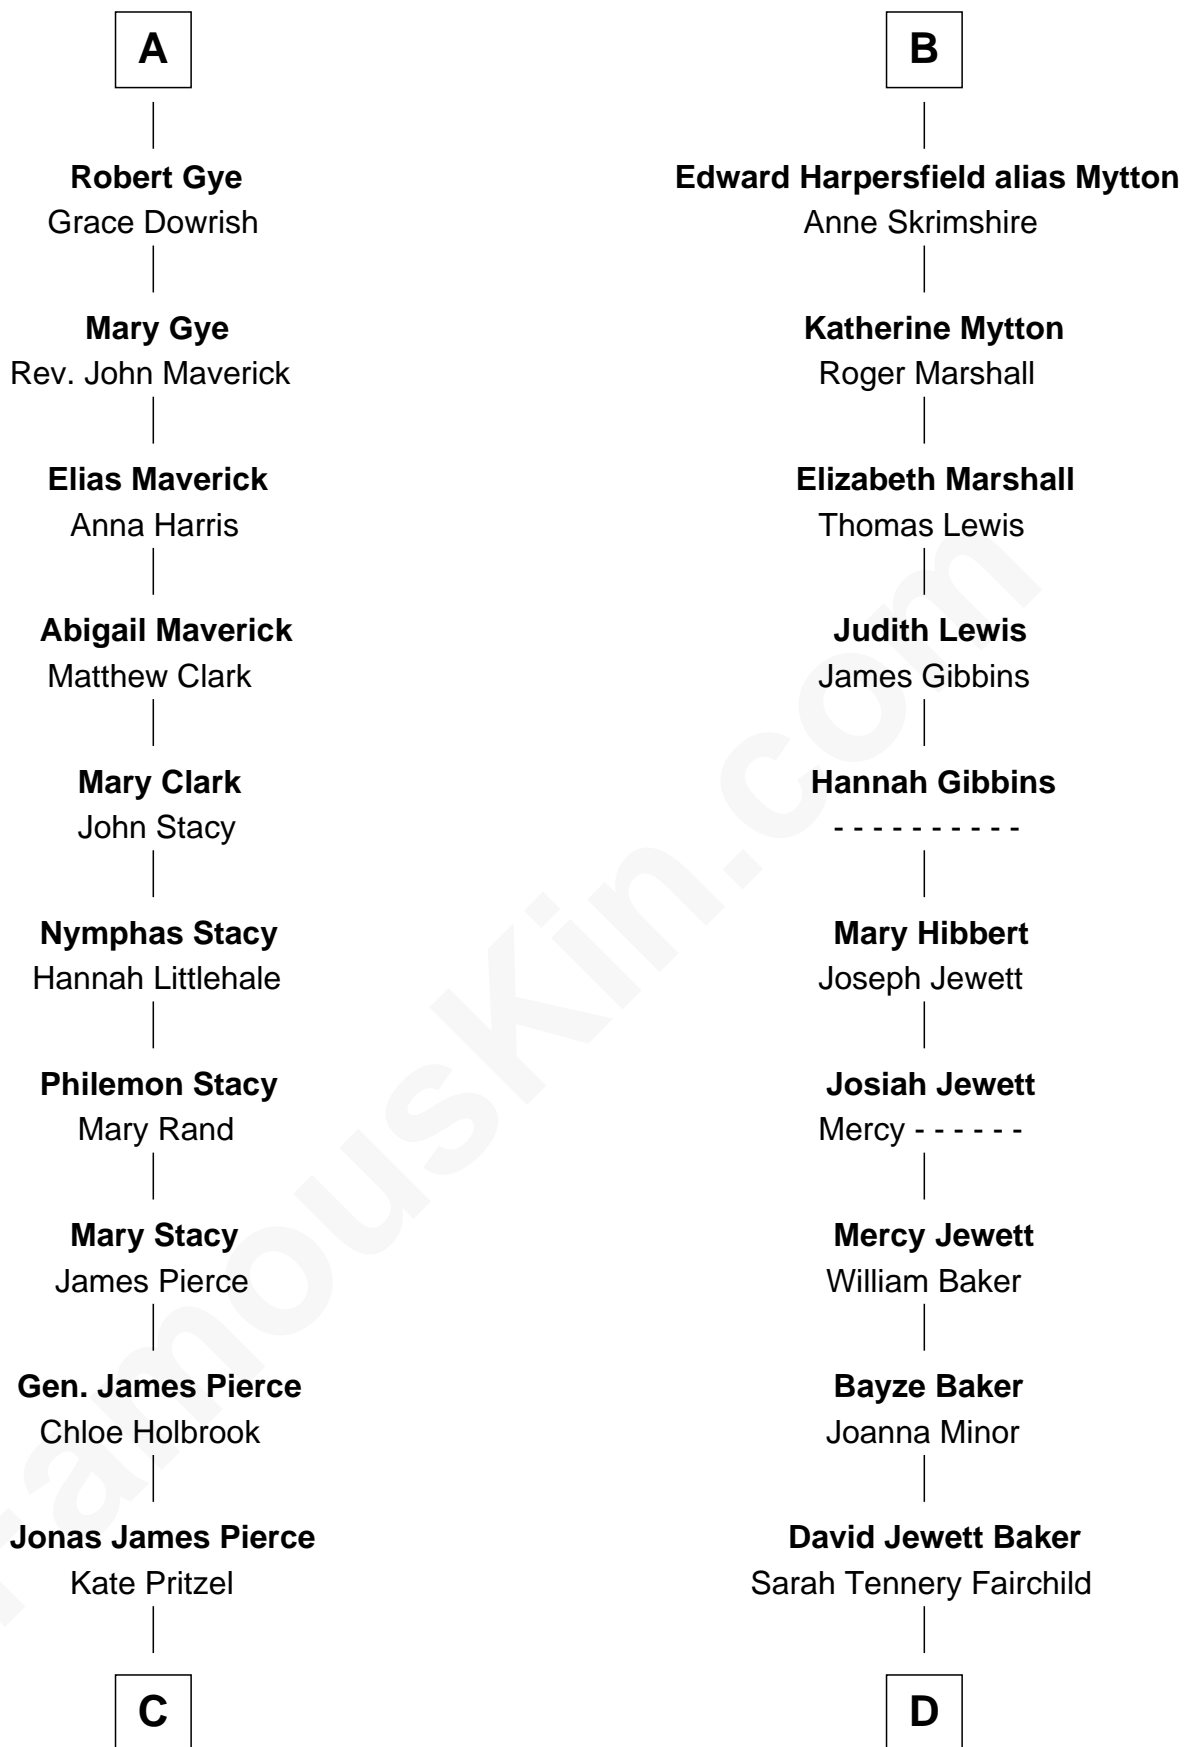 A
Robert Gye
Grace Dowrish
Mary Gye
Rev. John Maverick
Elias Maverick
Anna Harris
Abigail Maverick
Matthew Clark
Mary Clark
John Stacy
Nymphas Stacy
Hannah Littlehale
Philemon Stacy
Mary Rand
Mary Stacy
James Pierce
Gen. James Pierce
Chloe Holbrook
Jonas James Pierce
Kate Pritzel
C
B
Edward Harpersfield alias Mytton
Anne Skrimshire
Katherine Mytton
Roger Marshall
Elizabeth Marshall
Thomas Lewis
Judith Lewis
James Gibbins
Hannah Gibbins
- - - - - - - - - -
Mary Hibbert
Joseph Jewett
Josiah Jewett
Mercy - - - - - -
Mercy Jewett
William Baker
Bayze Baker
Joanna Minor
David Jewett Baker
Sarah Tennery Fairchild
D
FamousKin.com